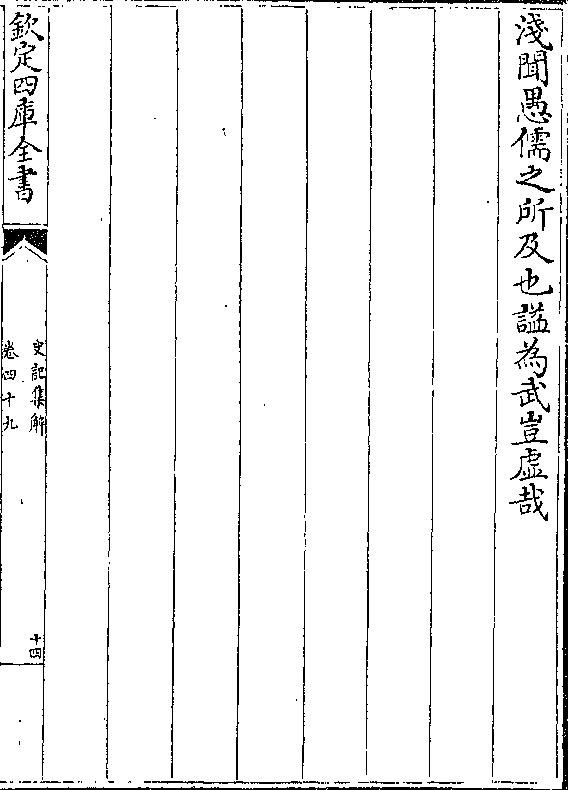 淺聞愚儒之所及也謚為武豈虛哉
欽定四庫全書
史記集解
卷四十九
十四